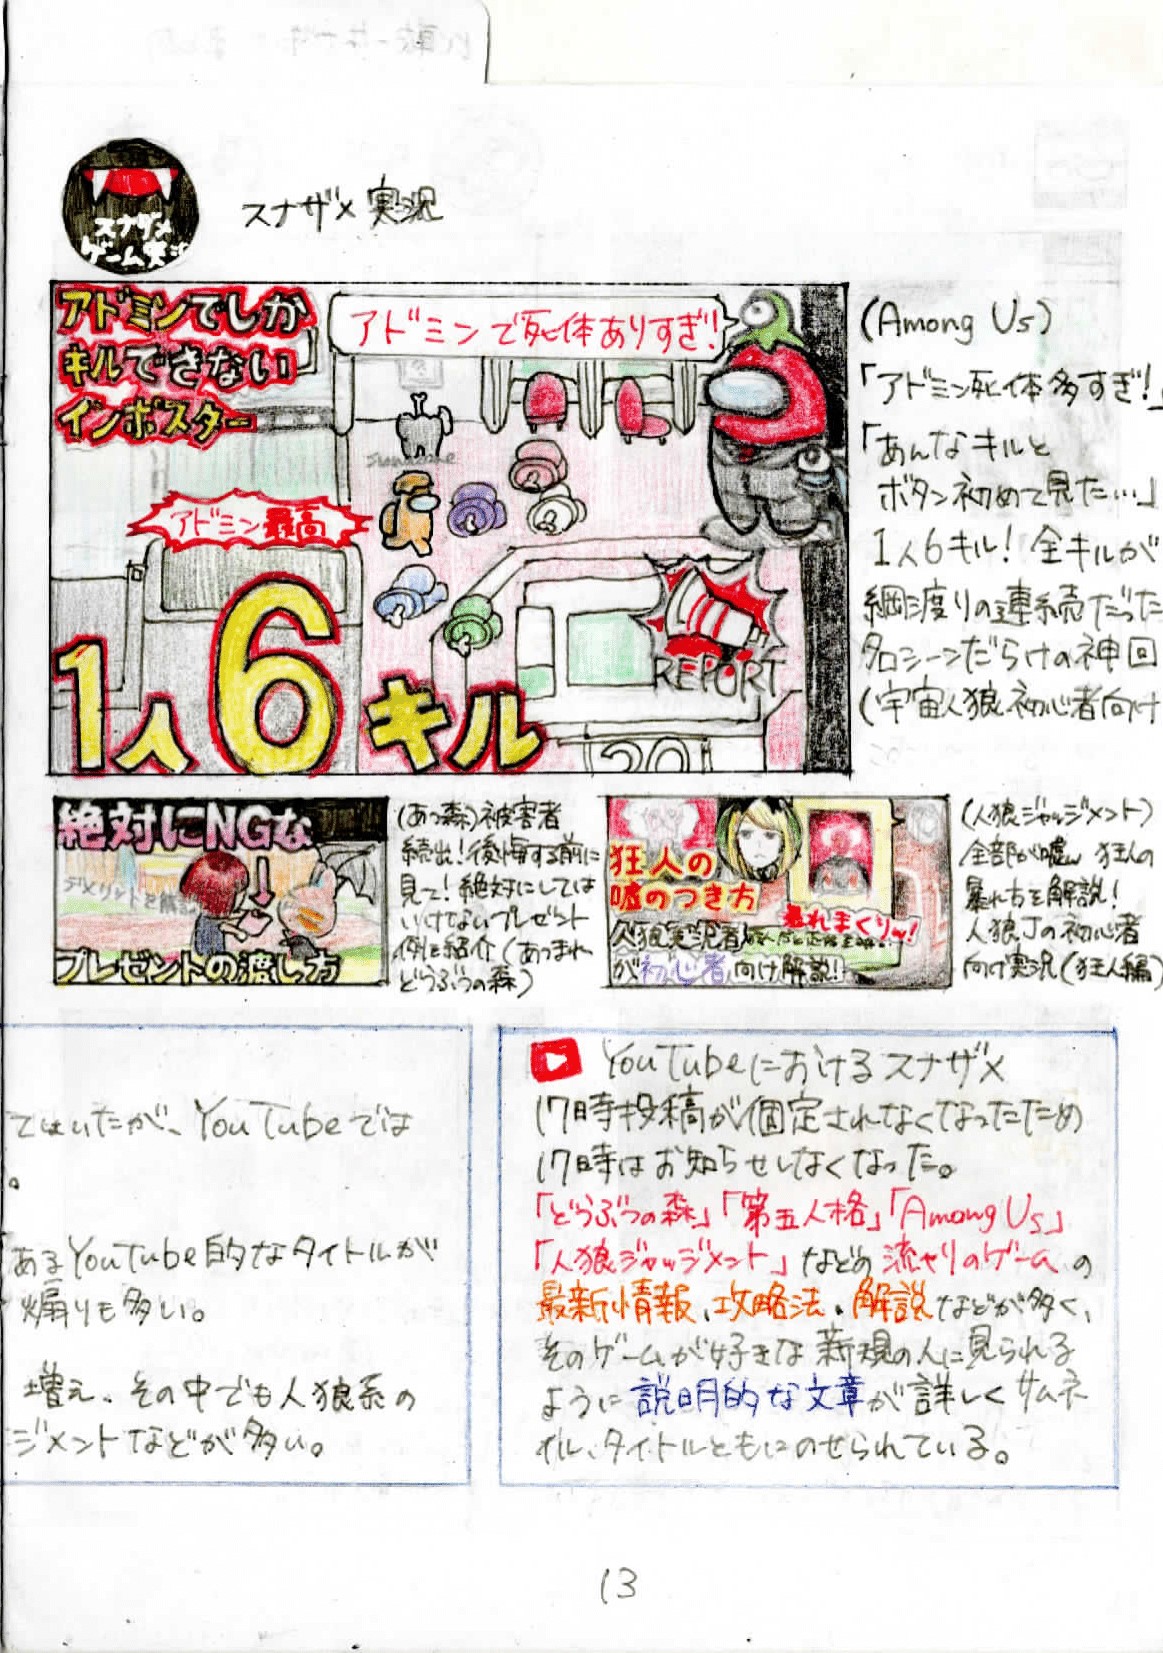 スナザメ
ゲーム実況
スナザメ実況
アドミンでしか
キルできない
インポスター
アドミンで死体ありすぎ!
アドミン最高
1人6キル
REPORT
(Among Us)
「アドミン死体多すぎ!」
「あんなキルと
ボタン初めて見た…」
1人6キル! 全キルが
綱渡りの連続だった
名シーンだらけの神回
(宇宙人狼初心者向け
絶対にNGな
デメリットを解説
プレゼントの渡し方
(あつ森)被害者
続出!後悔する前に
見て!絶対にしては
いけないプレゼント
例を紹介(あつまれ
どうぶつの森)
狂人の
嘘のつき方
暴れまくりw!
人狼実況者
が初心者向け解説!
(人狼ジャッジメント)
全部が嘘w 狂人の
暴れ方を解説!
人狼Jの初心者
向け実況(狂人編)
ていたが、YouTubeでは
。
あるYouTube的なタイトルが
煽りも多い。
増え、その中でも人狼系の
ジメントなどが多い。
YouTubeにおけるスナザメ
17時投稿が固定されなくなったため
17時はお知らせしなくなった。
「どうぶつの森」「第五人格」「Among Us」
「人狼ジャッジメント」などの流行りのゲームの
最新情報、攻略法、解説などが多く、
そのゲームが好きな新規の人に見られる
ように説明的な文章が詳しくサムネ
イル、タイトルともにのせられている。
13